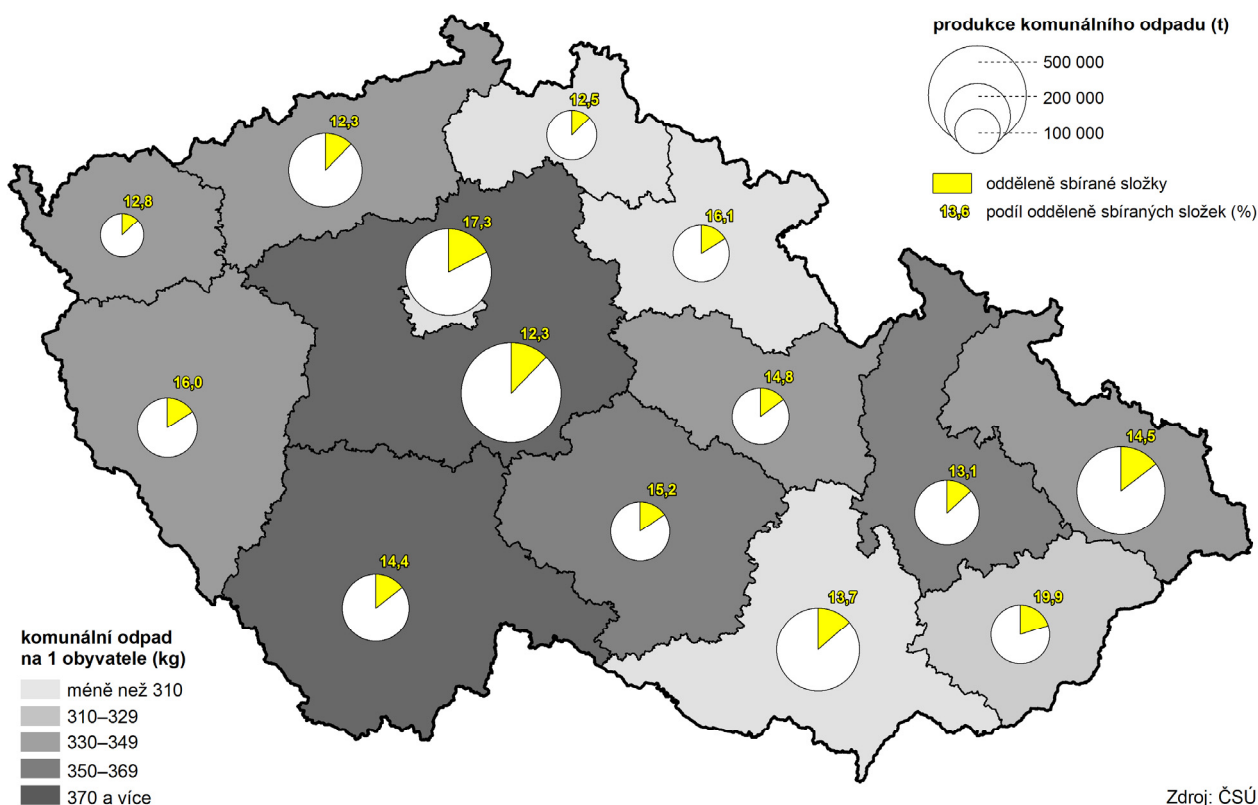 produkce komunálního odpadu (t)
500 000
200 000
100 000
odděleně sbírané složky
13,6 podíl odděleně sbíraných složek (%)
12,5
12,3
12,8
17,3
16,1
12,3
16,0
14,8
14,5
13,1
15,2
14,4
13,7
19,9
komunální odpad
na 1 obyvatele (kg)
méně než 310
310–329
330–349
350–369
370 a více
Zdroj: ČSÚ